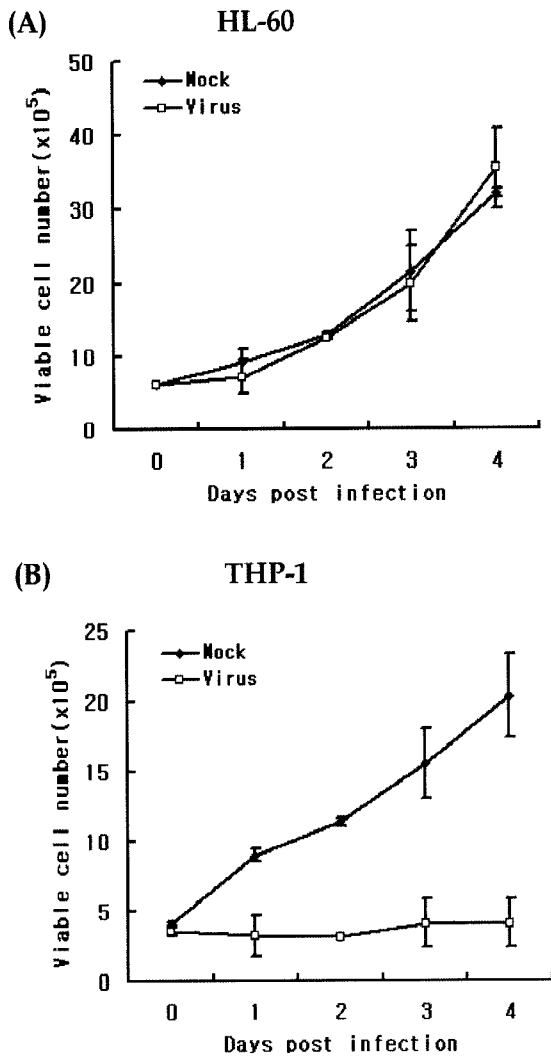 (A) HL-60
50
Mock
Virus
40
30
20
10
0
Viable cell number(x10⁵)
0 1 2 3 4
Days post infection
(B) THP-1
25
Mock
Virus
20
15
10
5
0
Viable cell number(x10⁵)
0 1 2 3 4
Days post infection